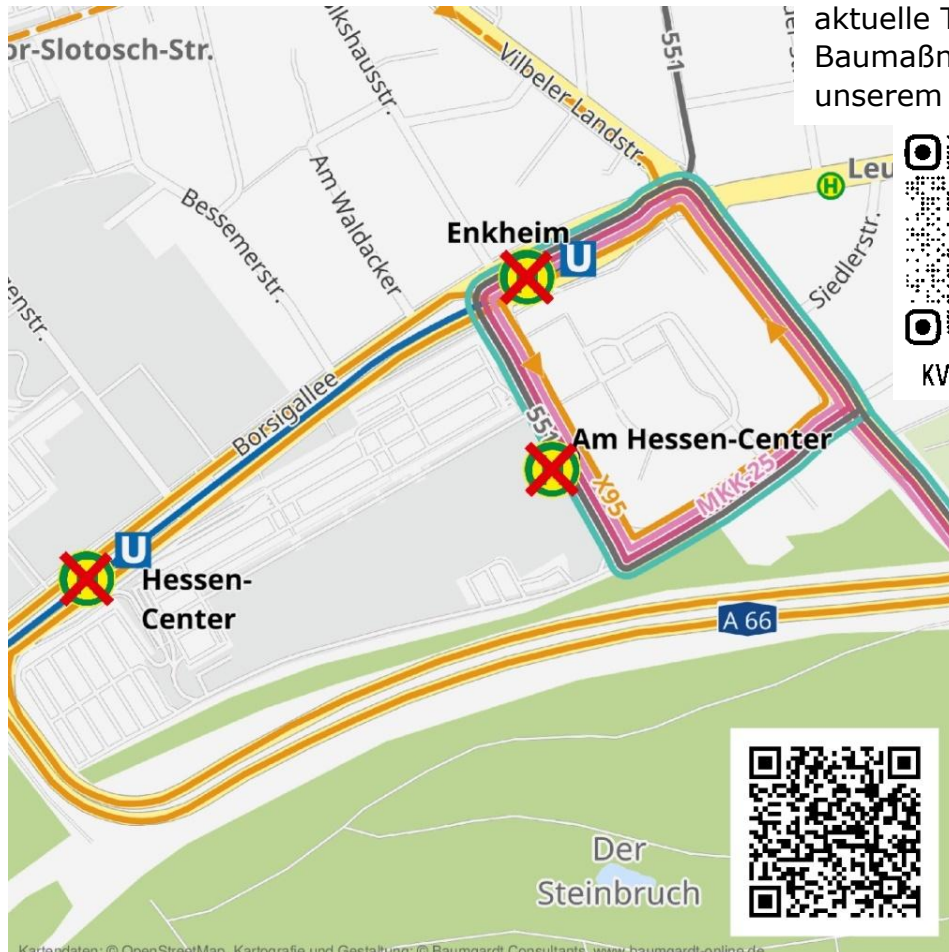 aktuelle
unserem
or-Slotosch-Str.
lkshausstr.
551
Vilbeler Landstr.
H
Am Waldacker
Bessemerstr.
Enkheim
U
Siedlerstr.
KV
Borsigallee
551
Am Hessen-Center
X95
MKK-25
U
Hessen-
Center
A 66
Der
Steinbruch
Kartendaten: © OpenStreetMap, Kartografie und Gestaltung: © Baumgardt Consultants, www.baumgardt-online.de